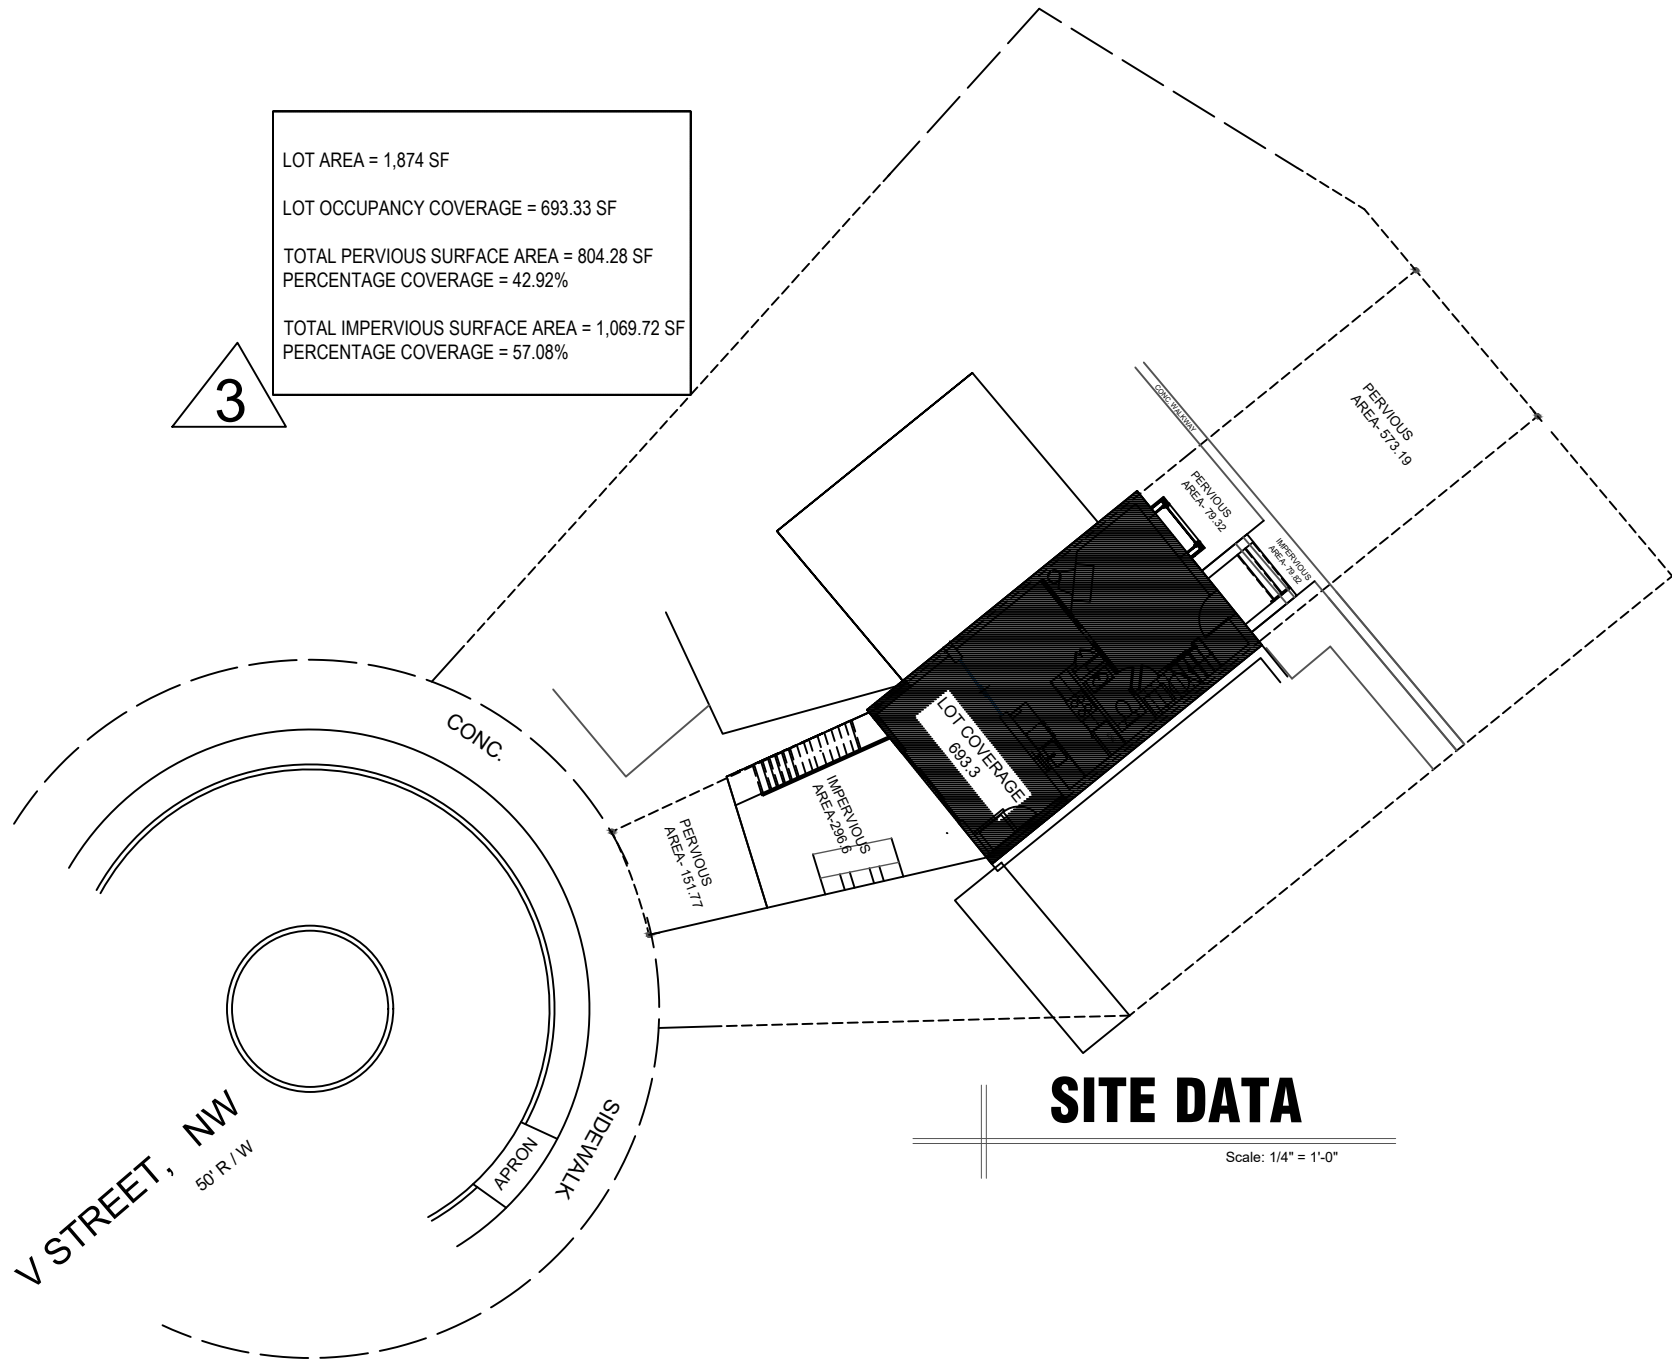 LOT AREA = 1,874 SF
LOT OCCUPANCY COVERAGE = 693.33 SF
TOTAL PERVIOUS SURFACE AREA = 804.28 SF
PERCENTAGE COVERAGE = 42.92%
TOTAL IMPERVIOUS SURFACE AREA = 1,069.72 SF
PERCENTAGE COVERAGE = 57.08%
3
CONC. WALKWAY
PERVIOUS
AREA- 573.19
PERVIOUS
AREA- 79.32
IMPERVIOUS
AREA- 79.82
LOT COVERAGE
693.3
IMPERVIOUS
AREA-296.6
PERVIOUS
AREA- 151.77
CONC.
SIDEWALK
APRON
V STREET, NW
50' R / W
SITE DATA
Scale: 1/4" = 1'-0"